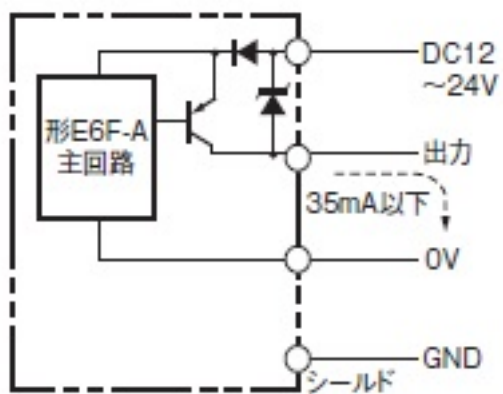 DC12
～24V
形E6F-A
主回路
出力
35mA以下
0V
GND
シールド